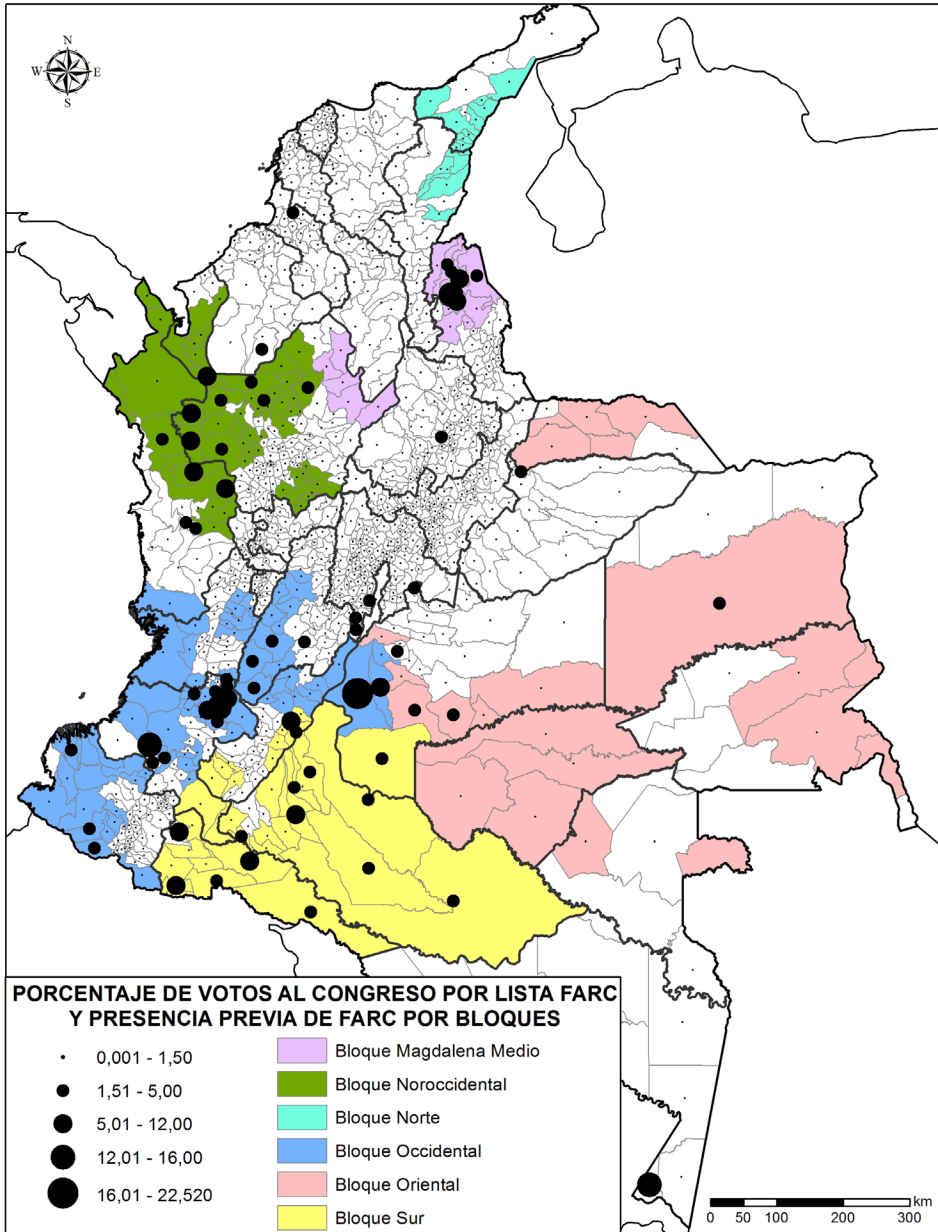 N
W E
S
PORCENTAJE DE VOTOS AL CONGRESO POR LISTA FARC
Y PRESENCIA PREVIA DE FARC POR BLOQUES
0,001 - 1,50
1,51 - 5,00
5,01 - 12,00
12,01 - 16,00
16,01 - 22,520
Bloque Magdalena Medio
Bloque Noroccidental
Bloque Norte
Bloque Occidental
Bloque Oriental
Bloque Sur
km
0 50 100 200 300